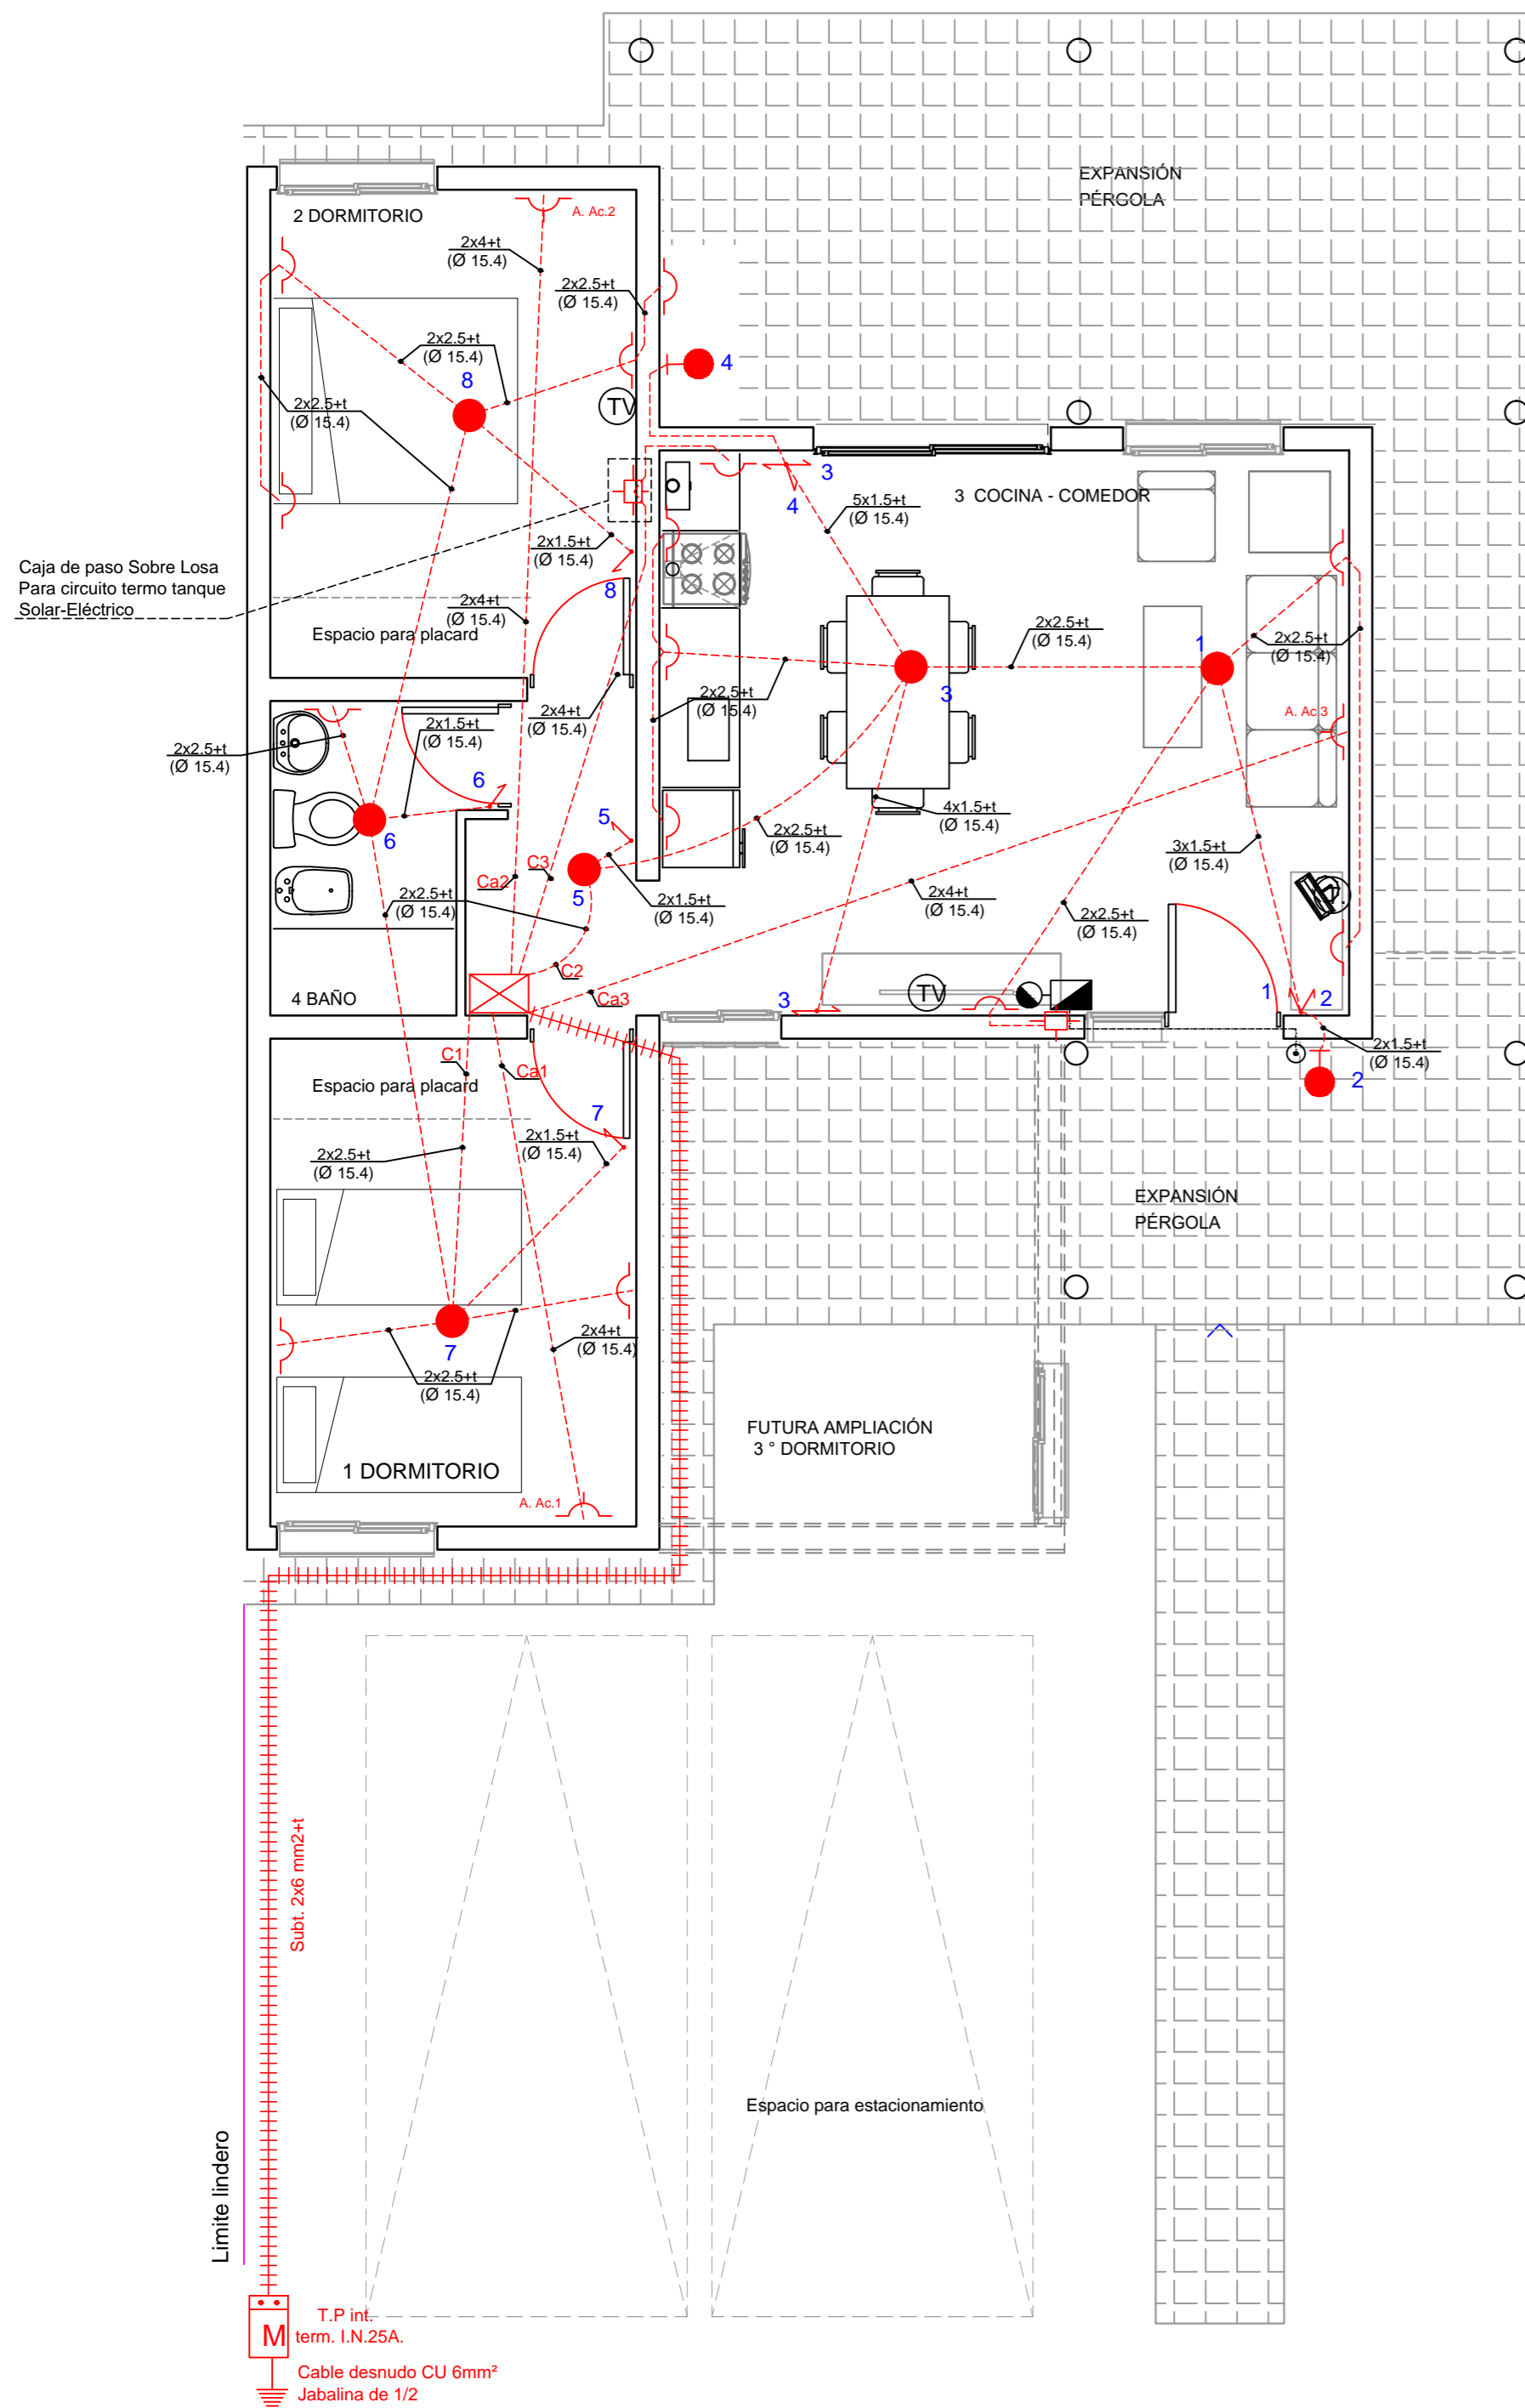 EXPANSIÓN
PÉRGOLA
2 DORMITORIO
A. Ac.2
2x4+t
(Ø 15.4)
2x2.5+t
(Ø 15.4)
2x2.5+t
(Ø 15.4)
8
4
2x2.5+t
(Ø 15.4)
TV
3
4
3 COCINA - COMEDOR
5x1.5+t
(Ø 15.4)
2x1.5+t
(Ø 15.4)
8
Caja de paso Sobre Losa
Para circuito termo tanque
Solar-Eléctrico
2x4+t
(Ø 15.4)
Espacio para placard
2x2.5+t
(Ø 15.4)
1
2x2.5+t
(Ø 15.4)
3
2x2.5+t
(Ø 15.4)
2x4+t
(Ø 15.4)
A. Ac.3
2x1.5+t
(Ø 15.4)
2x2.5+t
(Ø 15.4)
6
6
5
4x1.5+t
(Ø 15.4)
2x2.5+t
(Ø 15.4)
3x1.5+t
(Ø 15.4)
C3
Ca2
2x2.5+t
(Ø 15.4)
5
2x1.5+t
(Ø 15.4)
2x4+t
(Ø 15.4)
2x2.5+t
(Ø 15.4)
C2
4 BAÑO
Ca3
3
TV
1
2
2x1.5+t
(Ø 15.4)
2
C1
Ca1
Espacio para placard
7
2x1.5+t
(Ø 15.4)
2x2.5+t
(Ø 15.4)
EXPANSIÓN
PÉRGOLA
2x4+t
(Ø 15.4)
7
2x2.5+t
(Ø 15.4)
FUTURA AMPLIACIÓN
3 ° DORMITORIO
1 DORMITORIO
A. Ac.1
Subt. 2x6 mm2+t
Espacio para estacionamiento
Limite lindero
T.P int.
term. I.N.25A.
M
Cable desnudo CU 6mm²
Jabalina de 1/2